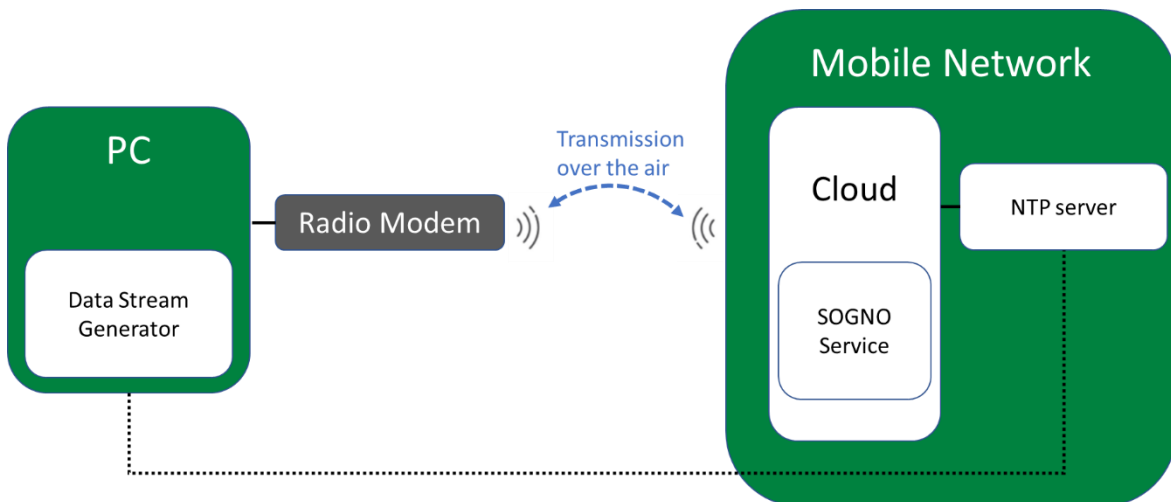 Mobile Network
PC
Transmission
over the air
Cloud
NTP server
Radio Modem
Data Stream
Generator
SOGNO
Service